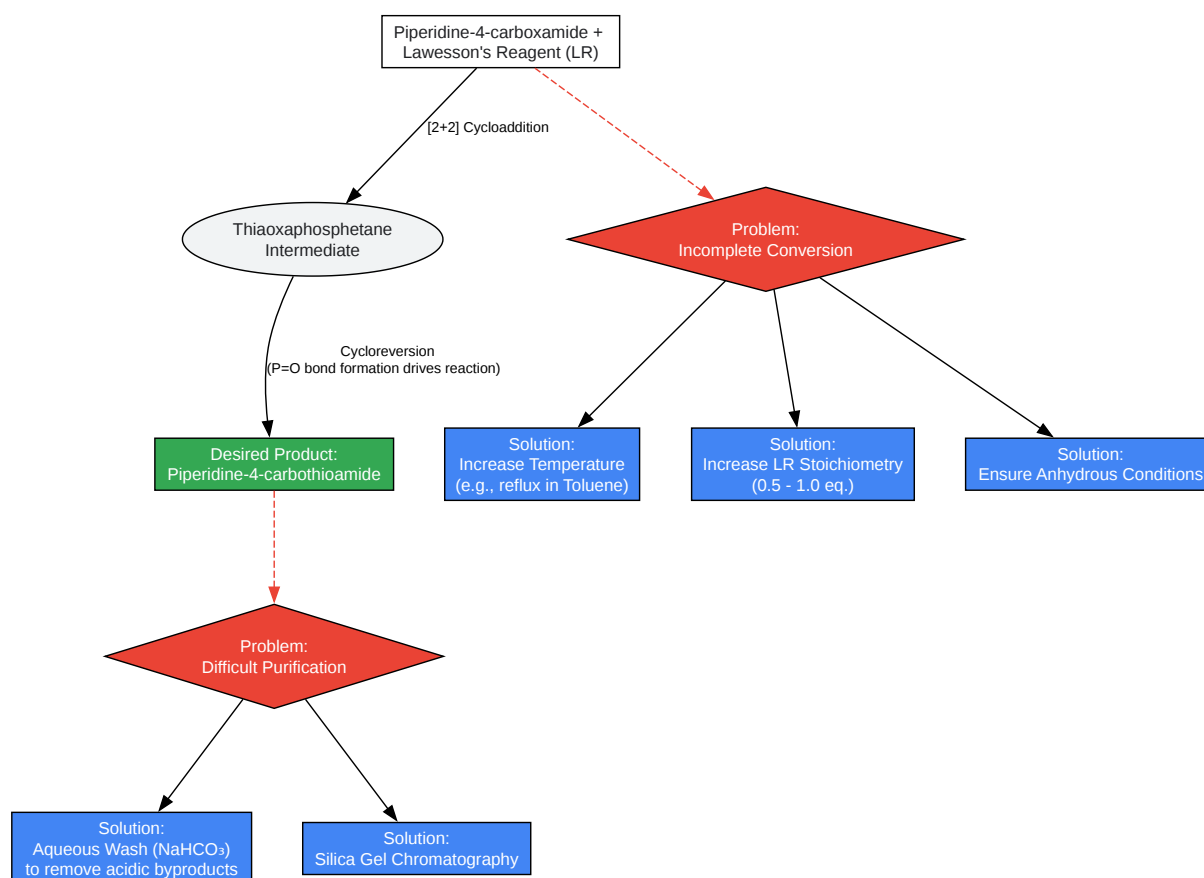 Piperidine-4-carboxamide +
Lawesson's Reagent (LR)
[2+2] Cycloaddition
Thiaoxaphosphetane
Intermediate
Problem:
Incomplete Conversion
Cycloreversion
(P=O bond formation drives reaction)
Desired Product:
Piperidine-4-carbothioamide
Solution:
Increase Temperature
(e.g., reflux in Toluene)
Solution:
Increase LR Stoichiometry
(0.5 - 1.0 eq.)
Solution:
Ensure Anhydrous Conditions
Problem:
Difficult Purification
Solution:
Aqueous Wash (NaHCO₃)
to remove acidic byproducts
Solution:
Silica Gel Chromatography